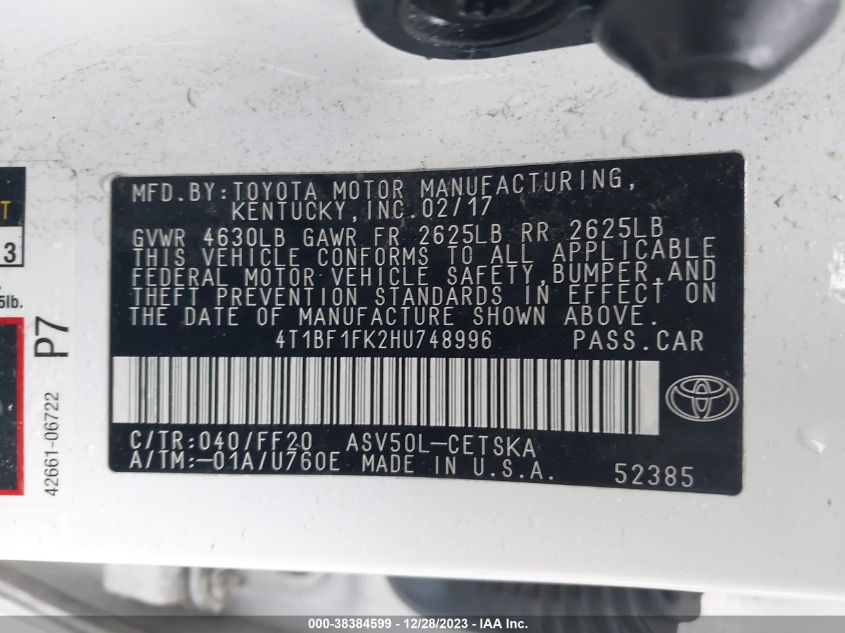 MFD.BY:TOYOTA MOTOR MANUFACTURING,
KENTUCKY,INC.02/17
GVWR 4630LB GAWR FR 2625LB RR 2625LB
THIS VEHICLE CONFORMS TO ALL APPLICABLE
FEDERAL MOTOR VEHICLE SAFETY,BUMPER,AND
THEFT PREVENTION STANDARDS IN EFFECT ON
THE DATE OF MANUFACTURE SHOWN ABOVE.
4T1BF1FK2HU748996 PASS.CAR
C/TR:040/FF20 ASV50L-CETSKA
A/TM:-01A/U760E MADE IN U.S.A. 52385
T
3
5lb.
P7
42661-06722
000-38384599 - 12/28/2023 - IAA Inc.